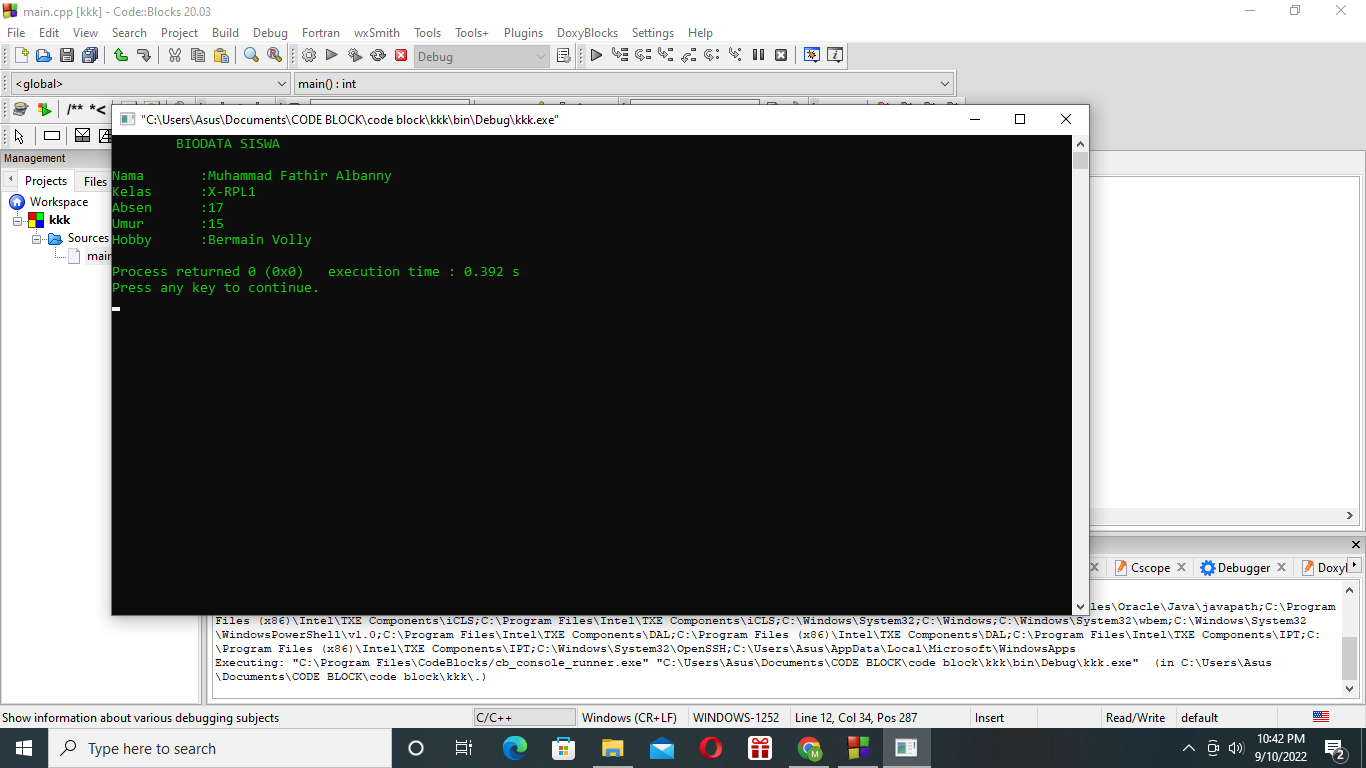 main.cpp [kkk] - Code::Blocks 20.03
File Edit View Search Project Build Debug Fortran wxSmith Tools Tools+ Plugins DoxyBlocks Settings Help
Debug
<global> main() : int
/** *<
"C:\Users\Asus\Documents\CODE BLOCK\code block\kkk\bin\Debug\kkk.exe"
Management
Projects Files
Workspace
kkk
Sources
main
BIODATA SISWA
Nama :Muhammad Fathir Albanny
Kelas :X-RPL1
Absen :17
Umur :15
Hobby :Bermain Volly
Process returned 0 (0x0) execution time : 0.392 s
Press any key to continue.
Cscope Debugger Doxyl
les\Oracle\Java\javapath;C:\Program
Files (x86)\Intel\TXE Components\iCLS;C:\Program Files\Intel\TXE Components\iCLS;C:\Windows\System32;C:\Windows;C:\Windows\System32\wbem;C:\Windows\System32
\WindowsPowerShell\v1.0;C:\Program Files\Intel\TXE Components\DAL;C:\Program Files (x86)\Intel\TXE Components\DAL;C:\Program Files\Intel\TXE Components\IPT;C:
\Program Files (x86)\Intel\TXE Components\IPT;C:\Windows\System32\OpenSSH;C:\Users\Asus\AppData\Local\Microsoft\WindowsApps
Executing: "C:\Program Files\CodeBlocks/cb_console_runner.exe" "C:\Users\Asus\Documents\CODE BLOCK\code block\kkk\bin\Debug\kkk.exe" (in C:\Users\Asus
\Documents\CODE BLOCK\code block\kkk\.)
Show information about various debugging subjects C/C++ Windows (CR+LF) WINDOWS-1252 Line 12, Col 34, Pos 287 Insert Read/Write default
Type here to search
M
10:42 PM
9/10/2022
2